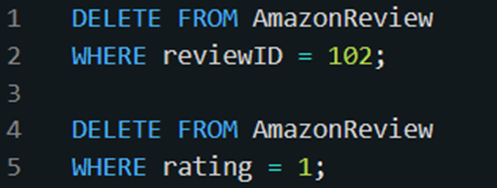 1 DELETE FROM AmazonReview
2 WHERE reviewID = 102;
3
4 DELETE FROM AmazonReview
5 WHERE rating = 1;